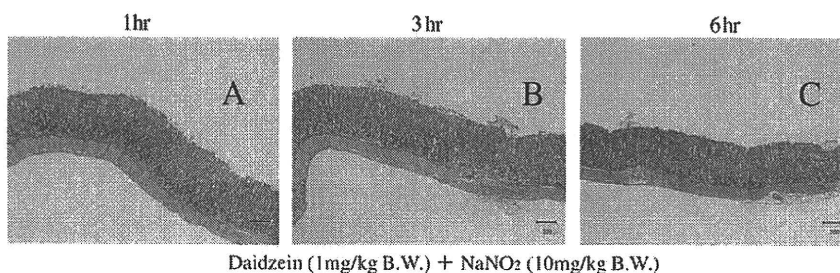 1hr
3hr
6hr
A
B
C
Daidzein (1mg/kg B.W.) + NaNO₂ (10mg/kg B.W.)